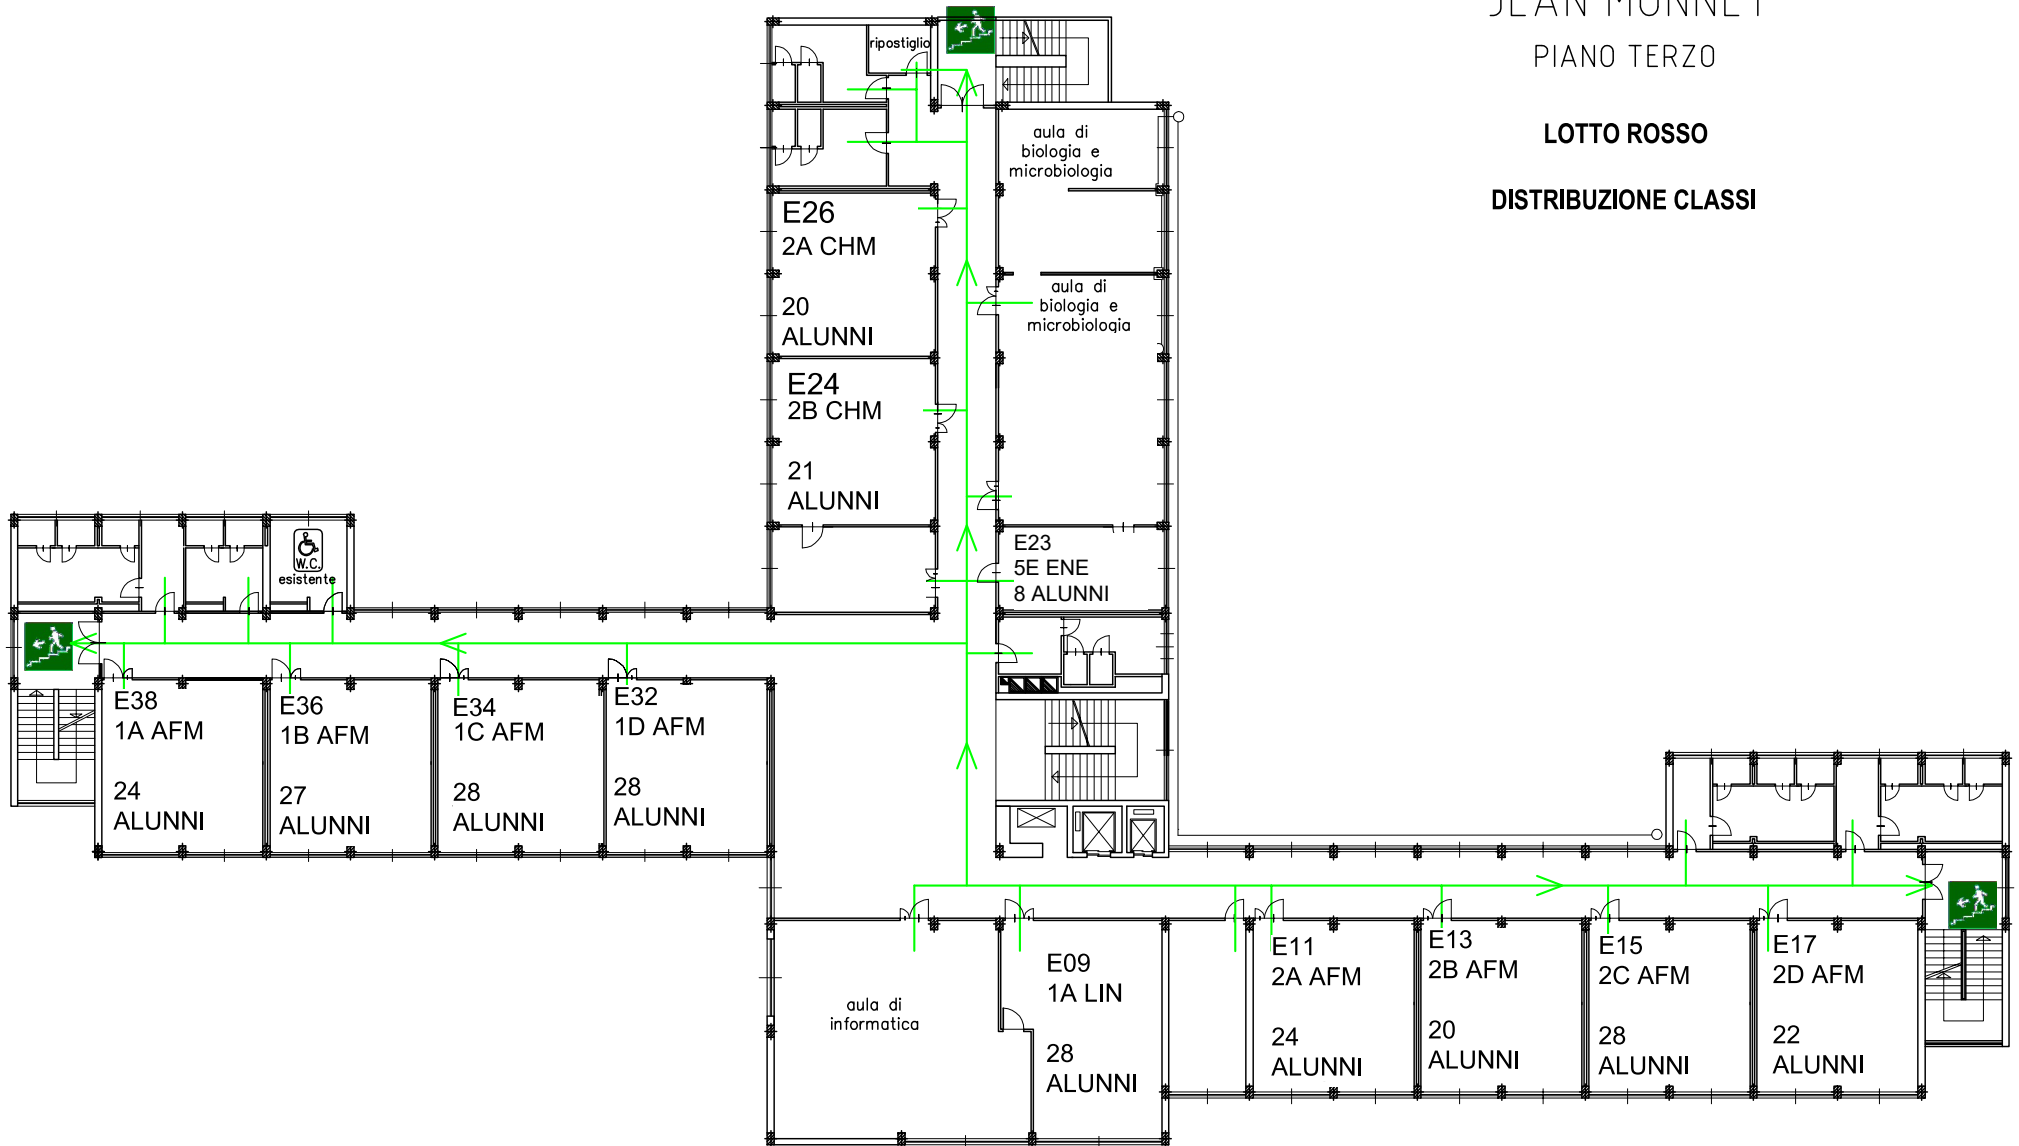 JEAN MONNET
PIANO TERZO
LOTTO ROSSO
DISTRIBUZIONE CLASSI
ripostiglio
aula di
biologia e
microbiologia
E26
2A CHM
20
ALUNNI
aula di
biologia e
microbiologia
E24
2B CHM
21
ALUNNI
E23
5E ENE
8 ALUNNI
W.C.
esistente
E38
1A AFM
24
ALUNNI
E36
1B AFM
27
ALUNNI
E34
1C AFM
28
ALUNNI
E32
1D AFM
28
ALUNNI
aula di
informatica
E09
1A LIN
28
ALUNNI
E11
2A AFM
24
ALUNNI
E13
2B AFM
20
ALUNNI
E15
2C AFM
28
ALUNNI
E17
2D AFM
22
ALUNNI